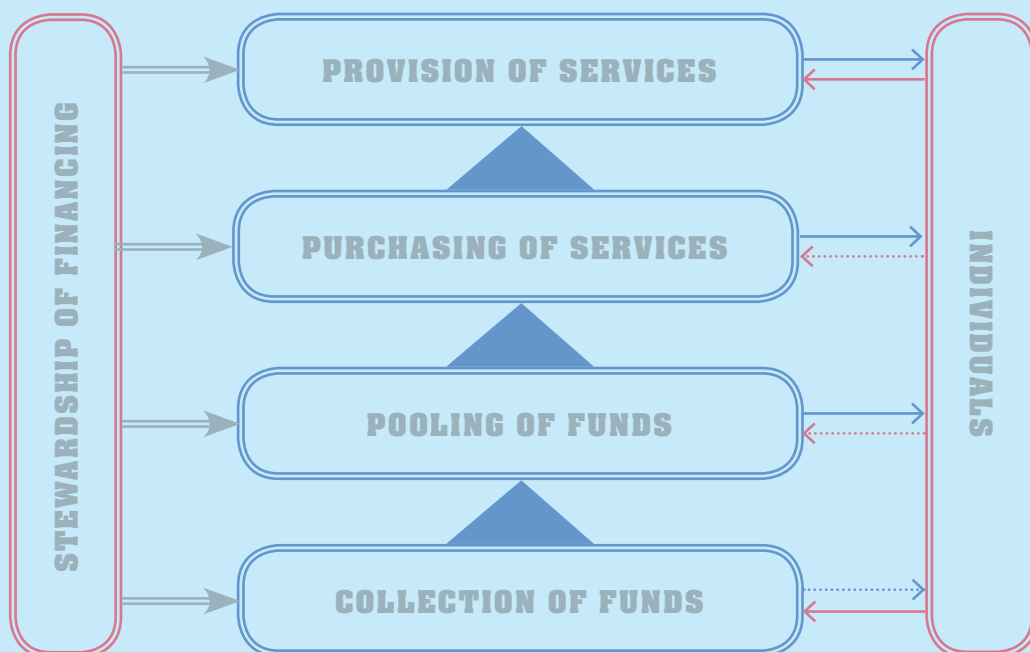 STEWARDSHIP OF FINANCING
PROVISION OF SERVICES
PURCHASING OF SERVICES
POOLING OF FUNDS
COLLECTION OF FUNDS
INDIVIDUALS